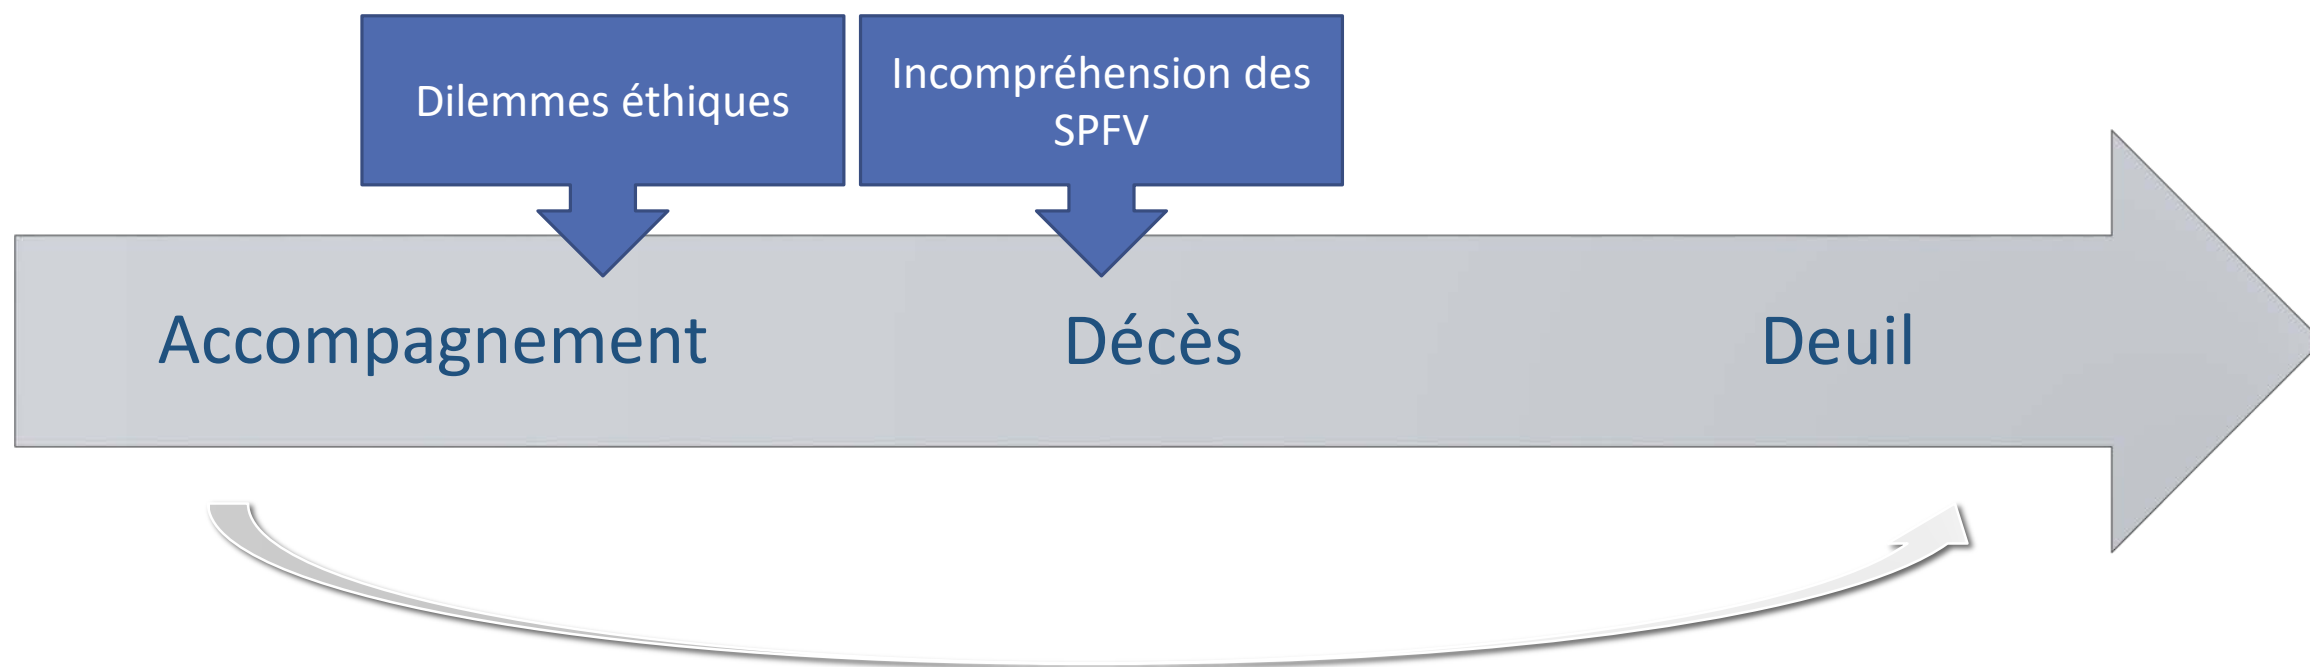 Dilemmes éthiques
Incompréhension des
SPFV
Accompagnement
Décès
Deuil